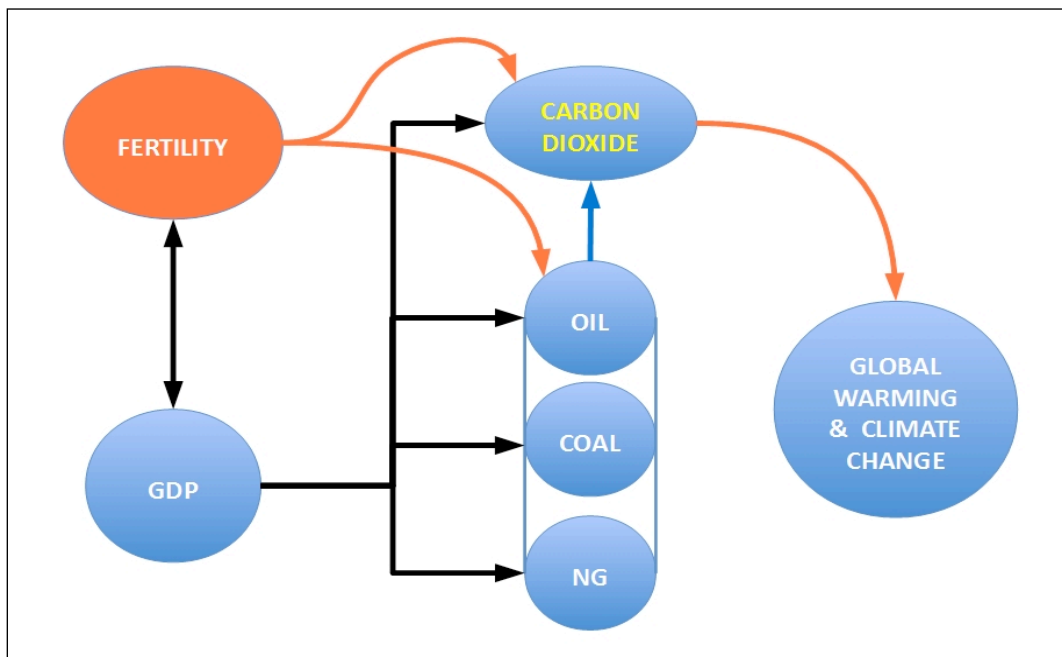 FERTILITY
CARBON
DIOXIDE
OIL
GLOBAL
WARMING
& CLIMATE
CHANGE
COAL
GDP
NG